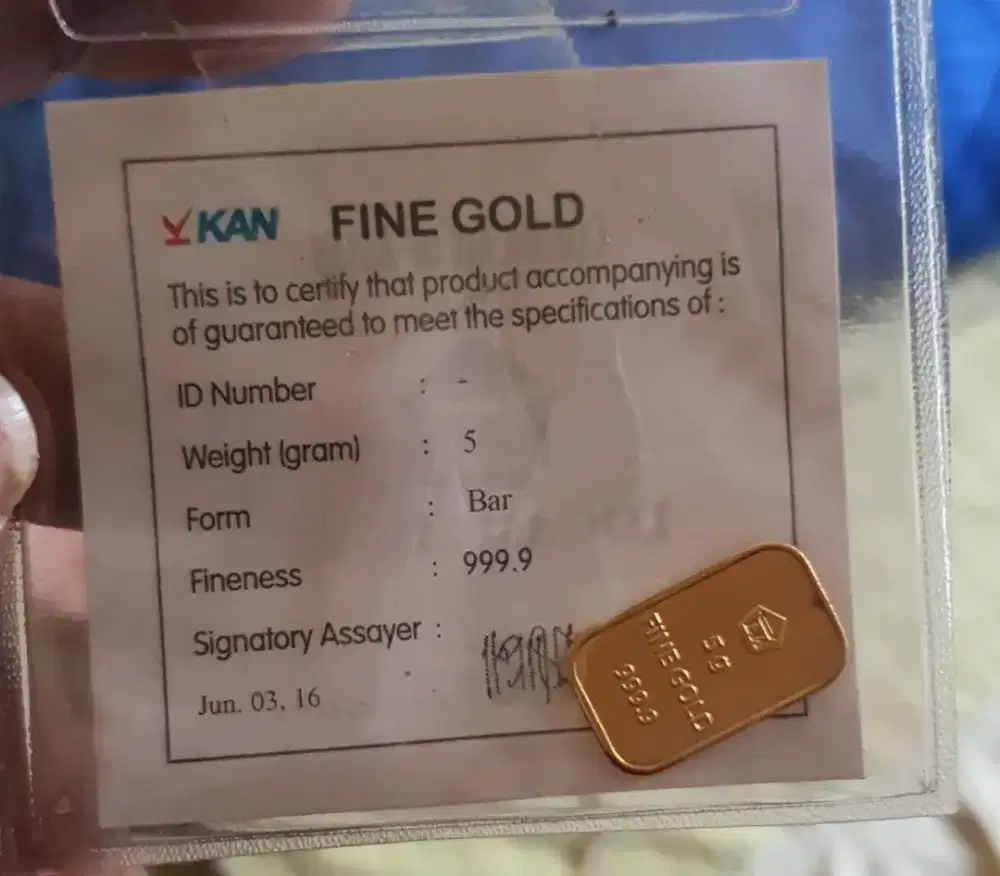 KAN FINE GOLD
This is to certify that product accompanying is
of guaranteed to meet the specifications of :
ID Number : -
Weight (gram) : 5
Form : Bar
Fineness : 999.9
Signatory Assayer :
Jun. 03, 16
5g
FINE GOLD
999.9